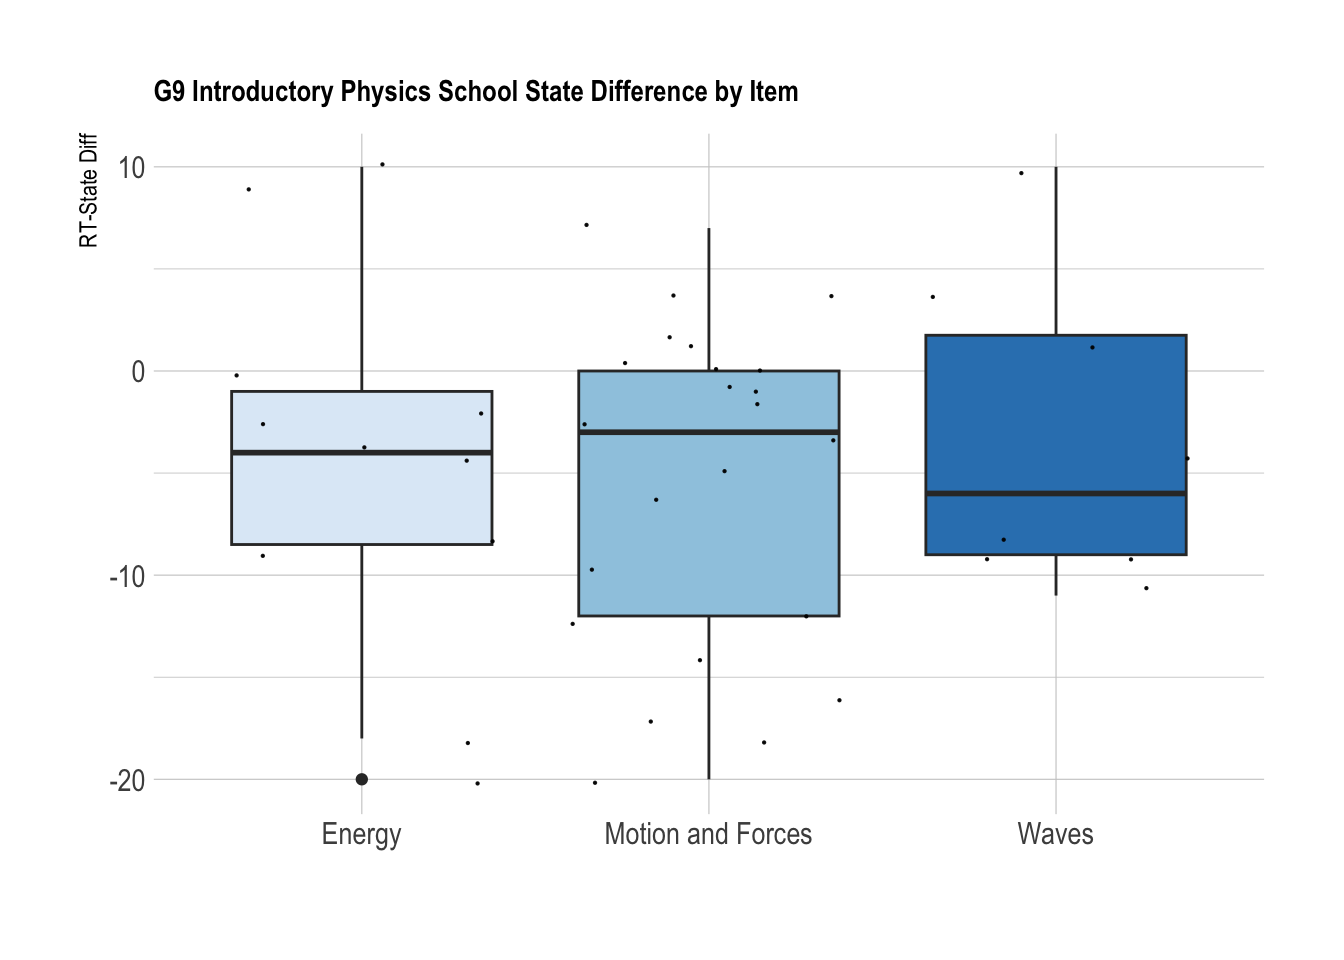 G9 Introductory Physics School State Difference by Item
RT-State Diff
10
0
-10
-20
Energy
Motion and Forces
Waves